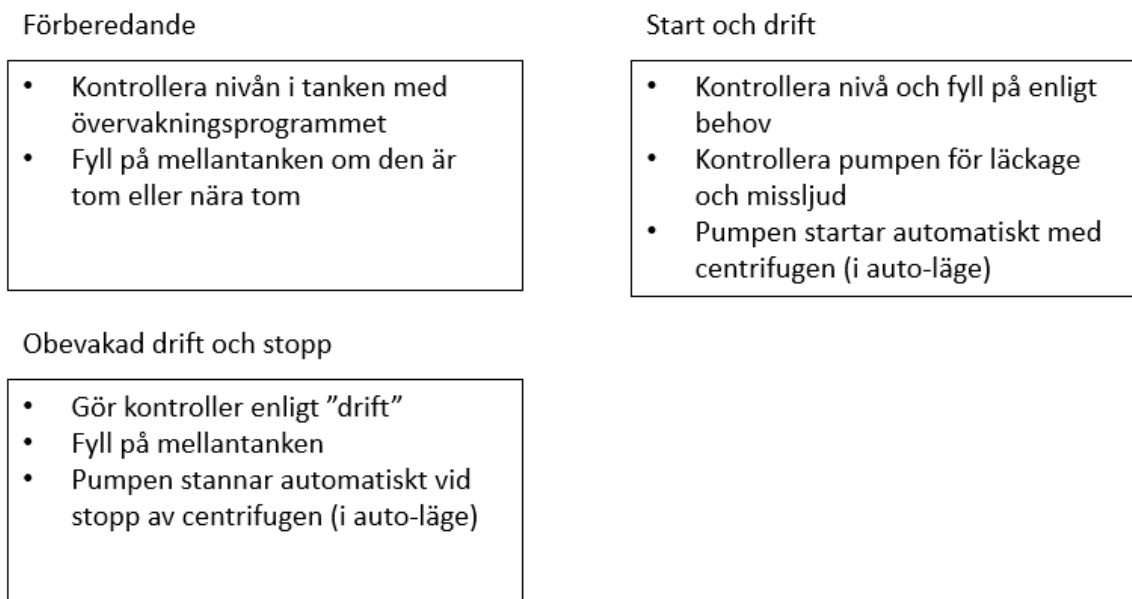 Förberedande
• Kontrollera nivån i tanken med
övervakningsprogrammet
• Fyll på mellantanken om den är
tom eller nära tom
Start och drift
• Kontrollera nivå och fyll på enligt
behov
• Kontrollera pumpen för läckage
och missljud
• Pumpen startar automatiskt med
centrifugen (i auto-läge)
Obevakad drift och stopp
• Gör kontroller enligt ”drift”
• Fyll på mellantanken
• Pumpen stannar automatiskt vid
stopp av centrifugen (i auto-läge)